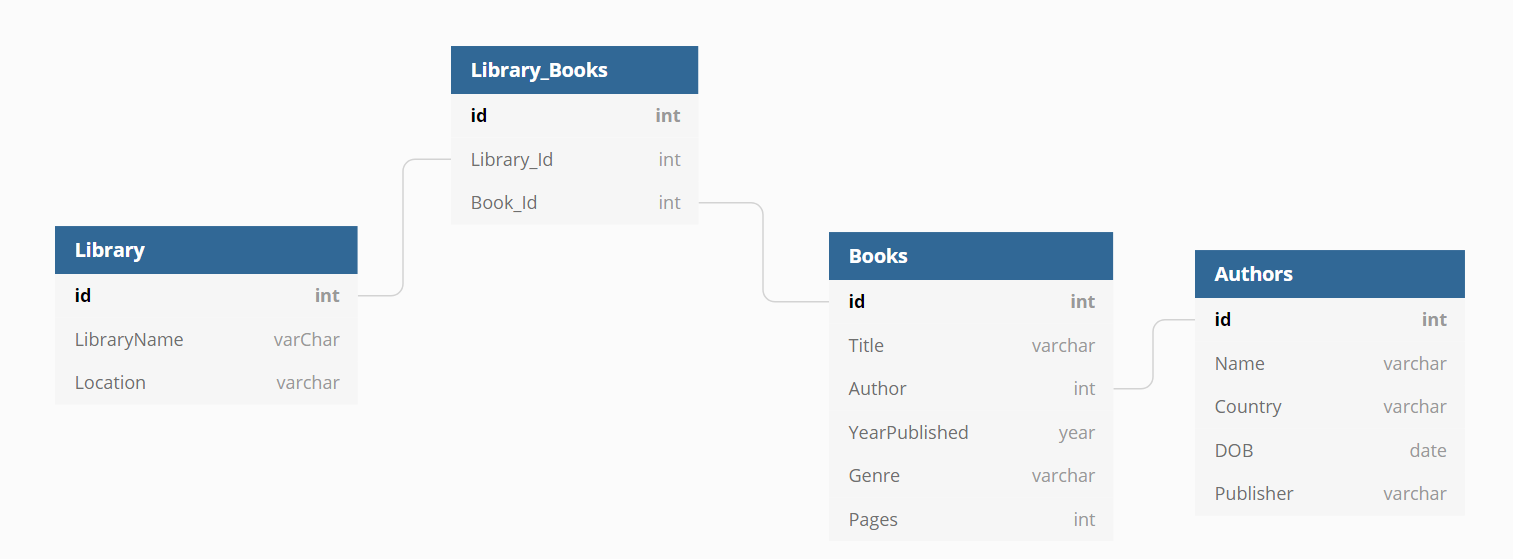 Library_Books
id int
Library_Id int
Book_Id int
Library
id int
LibraryName varChar
Location varchar
Books
id int
Title varchar
Author int
YearPublished year
Genre varchar
Pages int
Authors
id int
Name varchar
Country varchar
DOB date
Publisher varchar